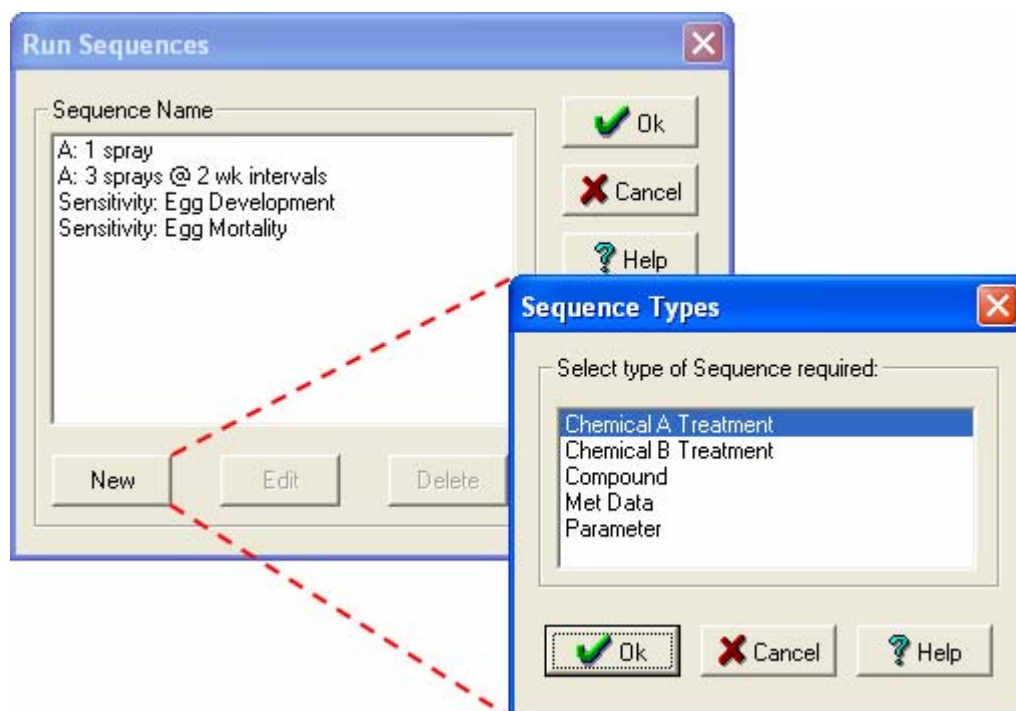 Run Sequences
Sequence Name
A: 1 spray
A: 3 sprays @ 2 wk intervals
Sensitivity: Egg Development
Sensitivity: Egg Mortality
Ok
Cancel
Help
New
Edit
Delete
Sequence Types
Select type of Sequence required:
Chemical A Treatment
Chemical B Treatment
Compound
Met Data
Parameter
Ok
Cancel
Help